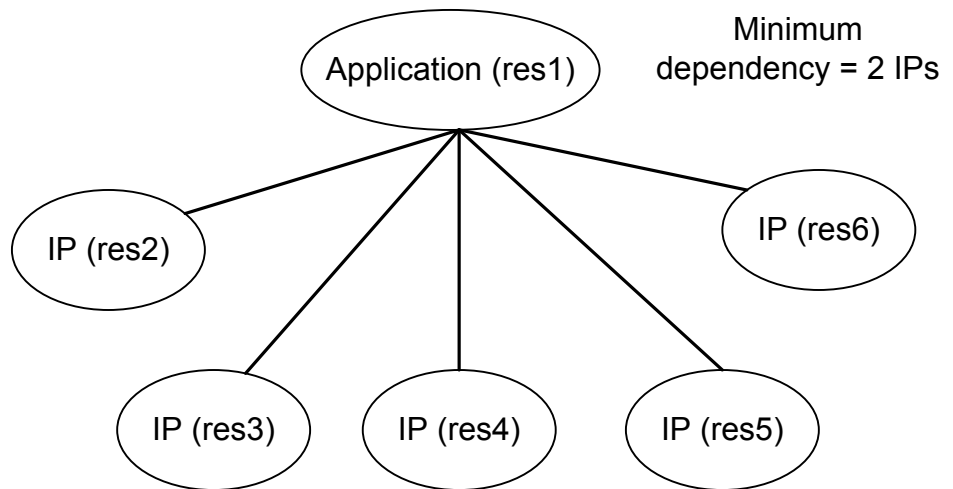 Application (res1)
Minimum
dependency = 2 IPs
IP (res2)
IP (res6)
IP (res3)
IP (res4)
IP (res5)